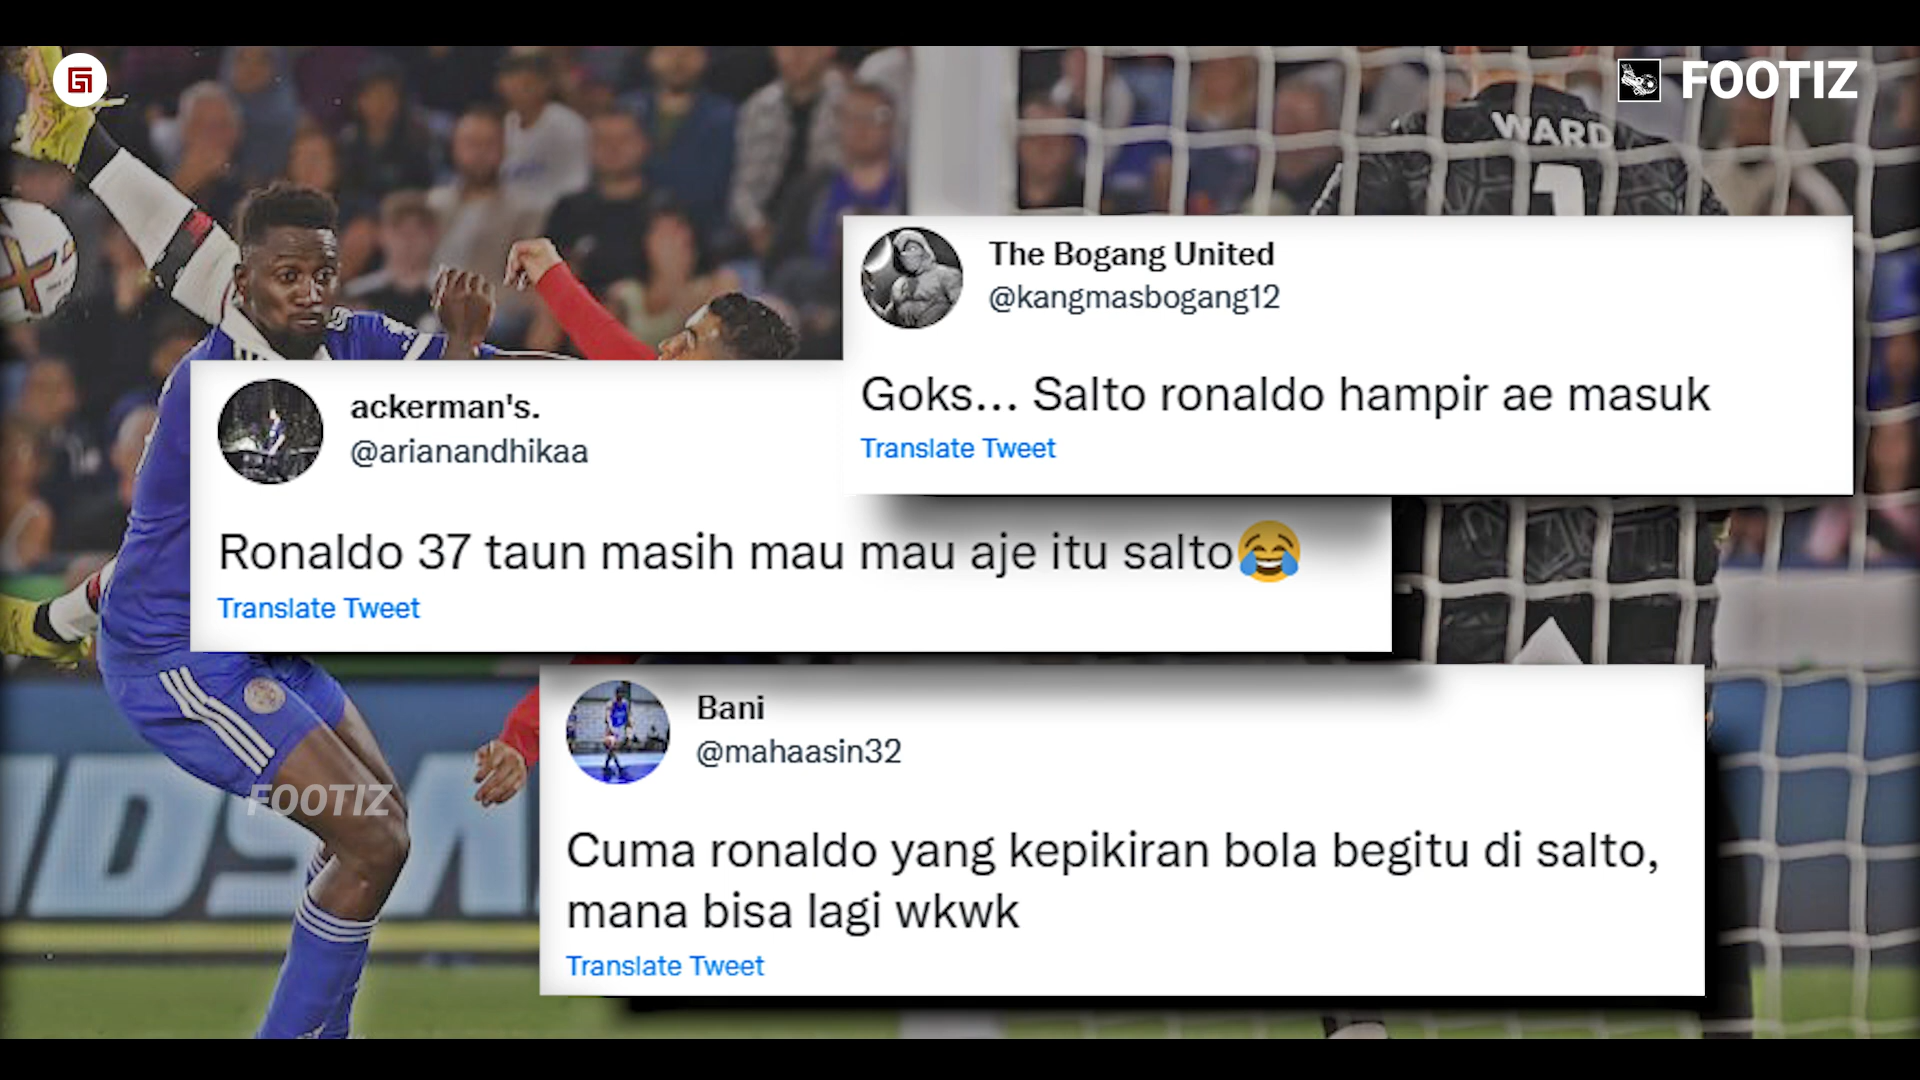 FOOTIZ
WARD
1
The Bogang United
@kangmasbogang12
Goks... Salto ronaldo hampir ae masuk
Translate Tweet
ackerman's.
@arianandhikaa
Ronaldo 37 taun masih mau mau aje itu salto😂
Translate Tweet
Bani
@mahaasin32
Cuma ronaldo yang kepikiran bola begitu di salto,
mana bisa lagi wkwk
Translate Tweet
FOOTIZ